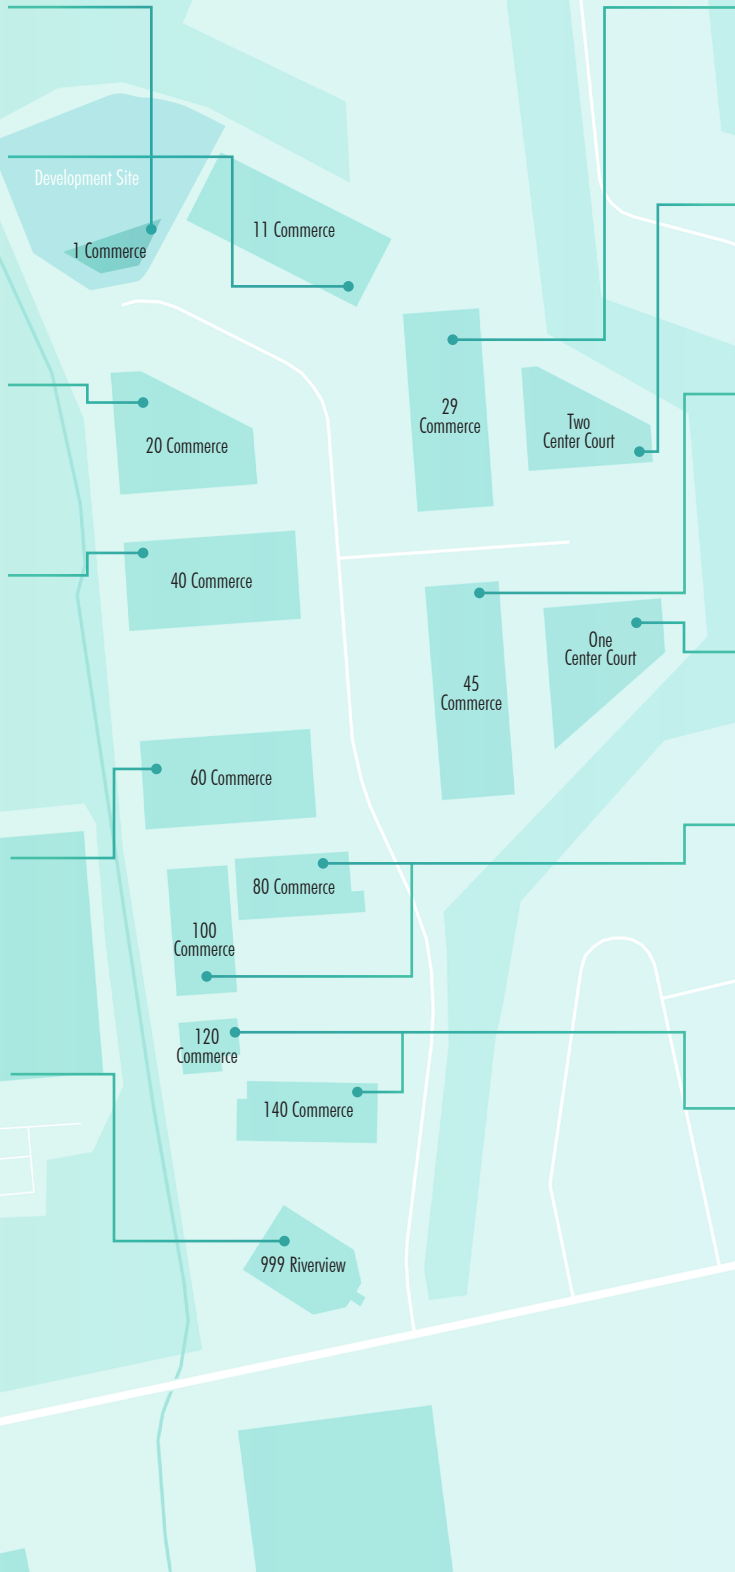 Development Site
1 Commerce
11 Commerce
29
Commerce
Two
Center Court
20 Commerce
40 Commerce
One
Center Court
45
Commerce
60 Commerce
80 Commerce
100
Commerce
120
Commerce
140 Commerce
999 Riverview